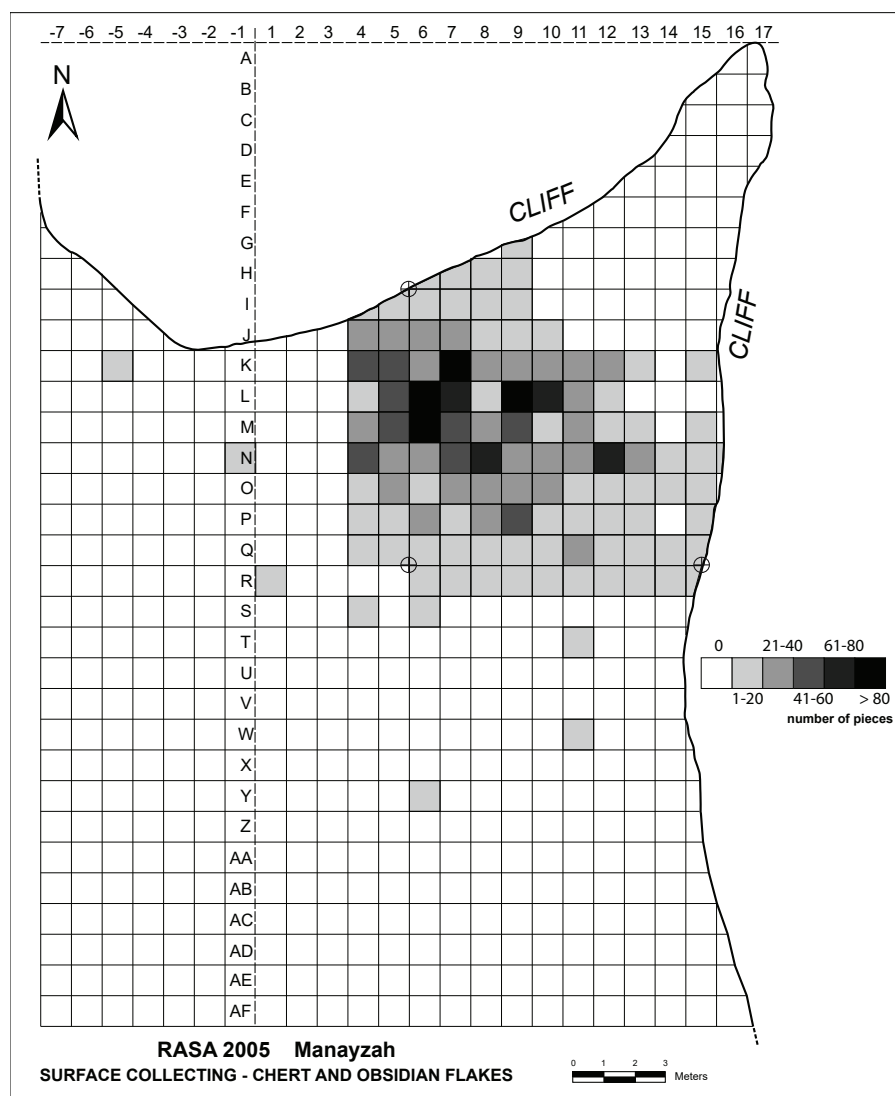 -7 -6 -5 -4 -3 -2 -1 1 2 3 4 5 6 7 8 9 10 11 12 13 14 15 16 17
A
N
B
C
D
E
CLIFF
F
G
H
I
CLIFF
J
K
L
M
N
O
P
Q
R
S
T
0 21-40 61-80
U
1-20 41-60 > 80
V
number of pieces
W
X
Y
Z
AA
AB
AC
AD
AE
AF
RASA 2005 Manayzah
0 1 2 3
SURFACE COLLECTING - CHERT AND OBSIDIAN FLAKES
Meters